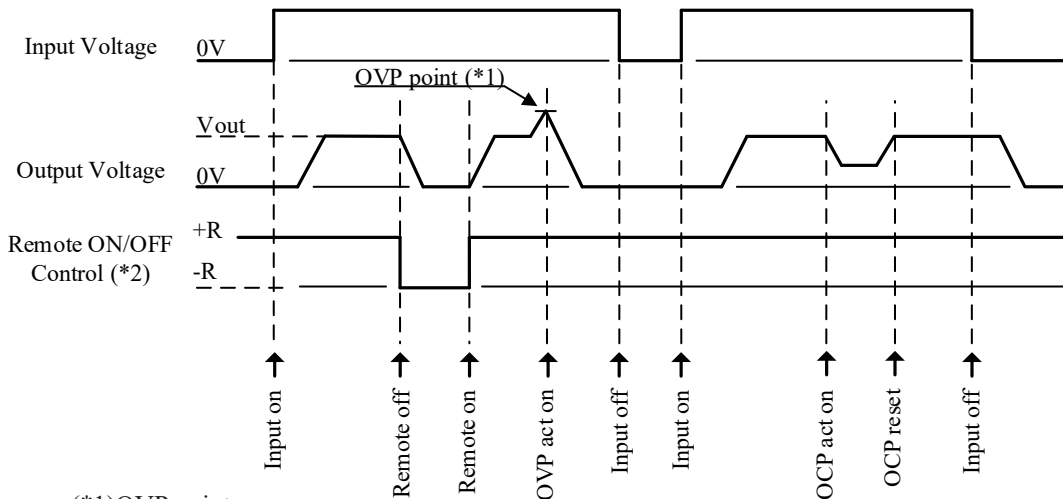 Input Voltage
0V
OVP point (*1)
Vout
Output Voltage
0V
Remote ON/OFF
Control (*2)
+R
-R
Input on
Remote off
Remote on
OVP act on
Input off
Input on
OCP act on
OCP reset
Input off